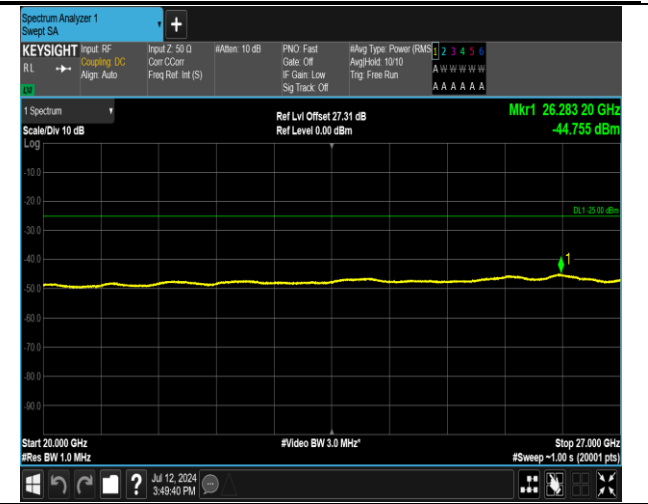 Spectrum Analyzer 1
Swept SA
+
KEYSIGHT Input: RF Input Z: 50 Ω #Atten: 10 dB PNO: Fast #Avg Type: Power (RMS 1 2 3 4 5 6
RL Coupling: DC Corr CCorr Gate: Off Avg|Hold: 10/10 A W W W W W
Align: Auto Freq Ref: Int (S) IF Gain: Low Trig: Free Run
Sig Track: Off A A A A A A
LXI
1 Spectrum Ref Lvl Offset 27.31 dB Mkr1 26.283 20 GHz
Scale/Div 10 dB Ref Level 0.00 dBm -44.755 dBm
Log
-10.0
-20.0
DL1 -25.00 dBm
-30.0
-40.0
1
-50.0
-60.0
-70.0
-80.0
-90.0
Start 20.000 GHz #Video BW 3.0 MHz* Stop 27.000 GHz
#Res BW 1.0 MHz #Sweep ~1.00 s (20001 pts)
? Jul 12, 2024
3:49:40 PM